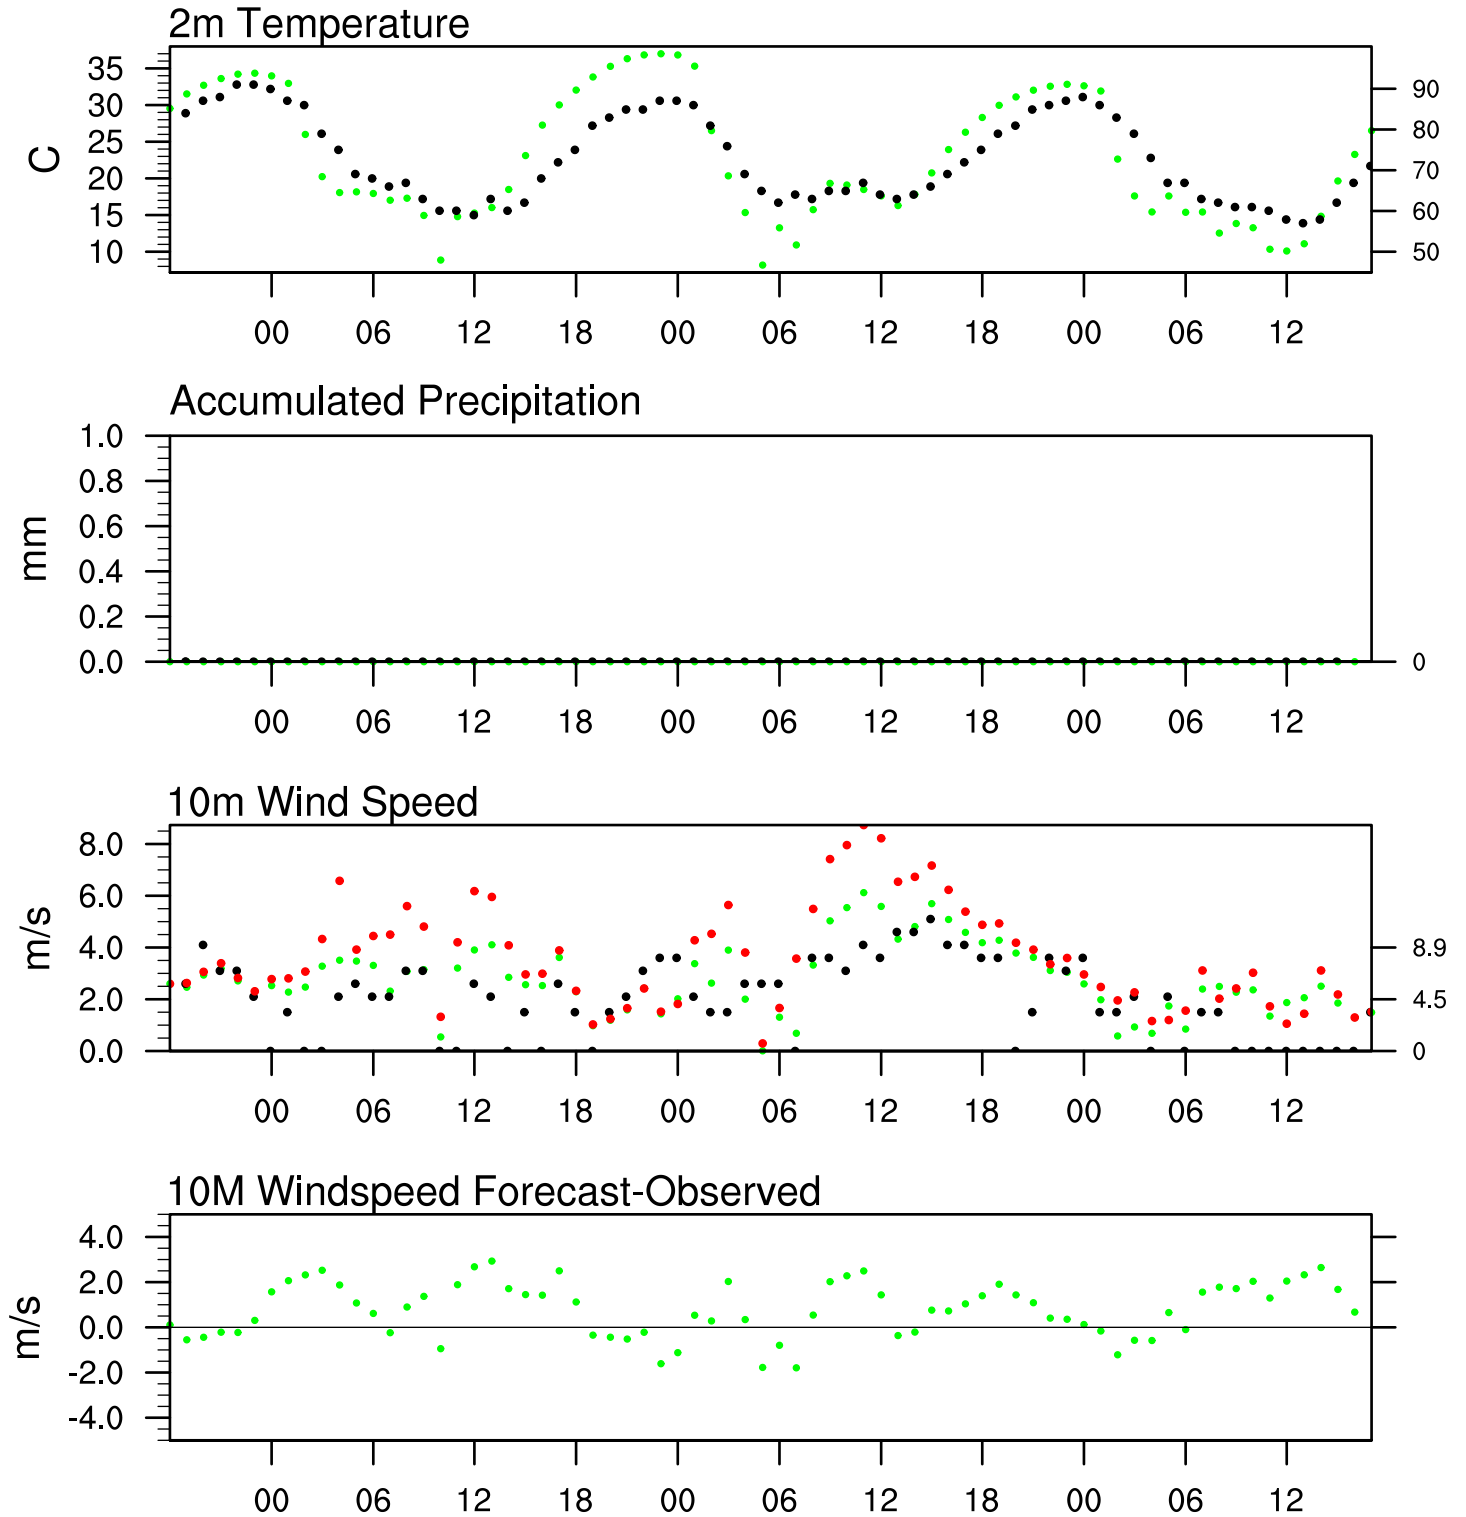 2m Temperature
35
30
25
20
15
10
C
90
80
70
60
50
00 06 12 18 00 06 12 18 00 06 12
Accumulated Precipitation
1.0
0.8
0.6
0.4
0.2
0.0
mm
0
00 06 12 18 00 06 12 18 00 06 12
10m Wind Speed
8.0
6.0
4.0
2.0
0.0
m/s
8.9
4.5
0
00 06 12 18 00 06 12 18 00 06 12
10M Windspeed Forecast-Observed
4.0
2.0
0.0
-2.0
-4.0
m/s
00 06 12 18 00 06 12 18 00 06 12